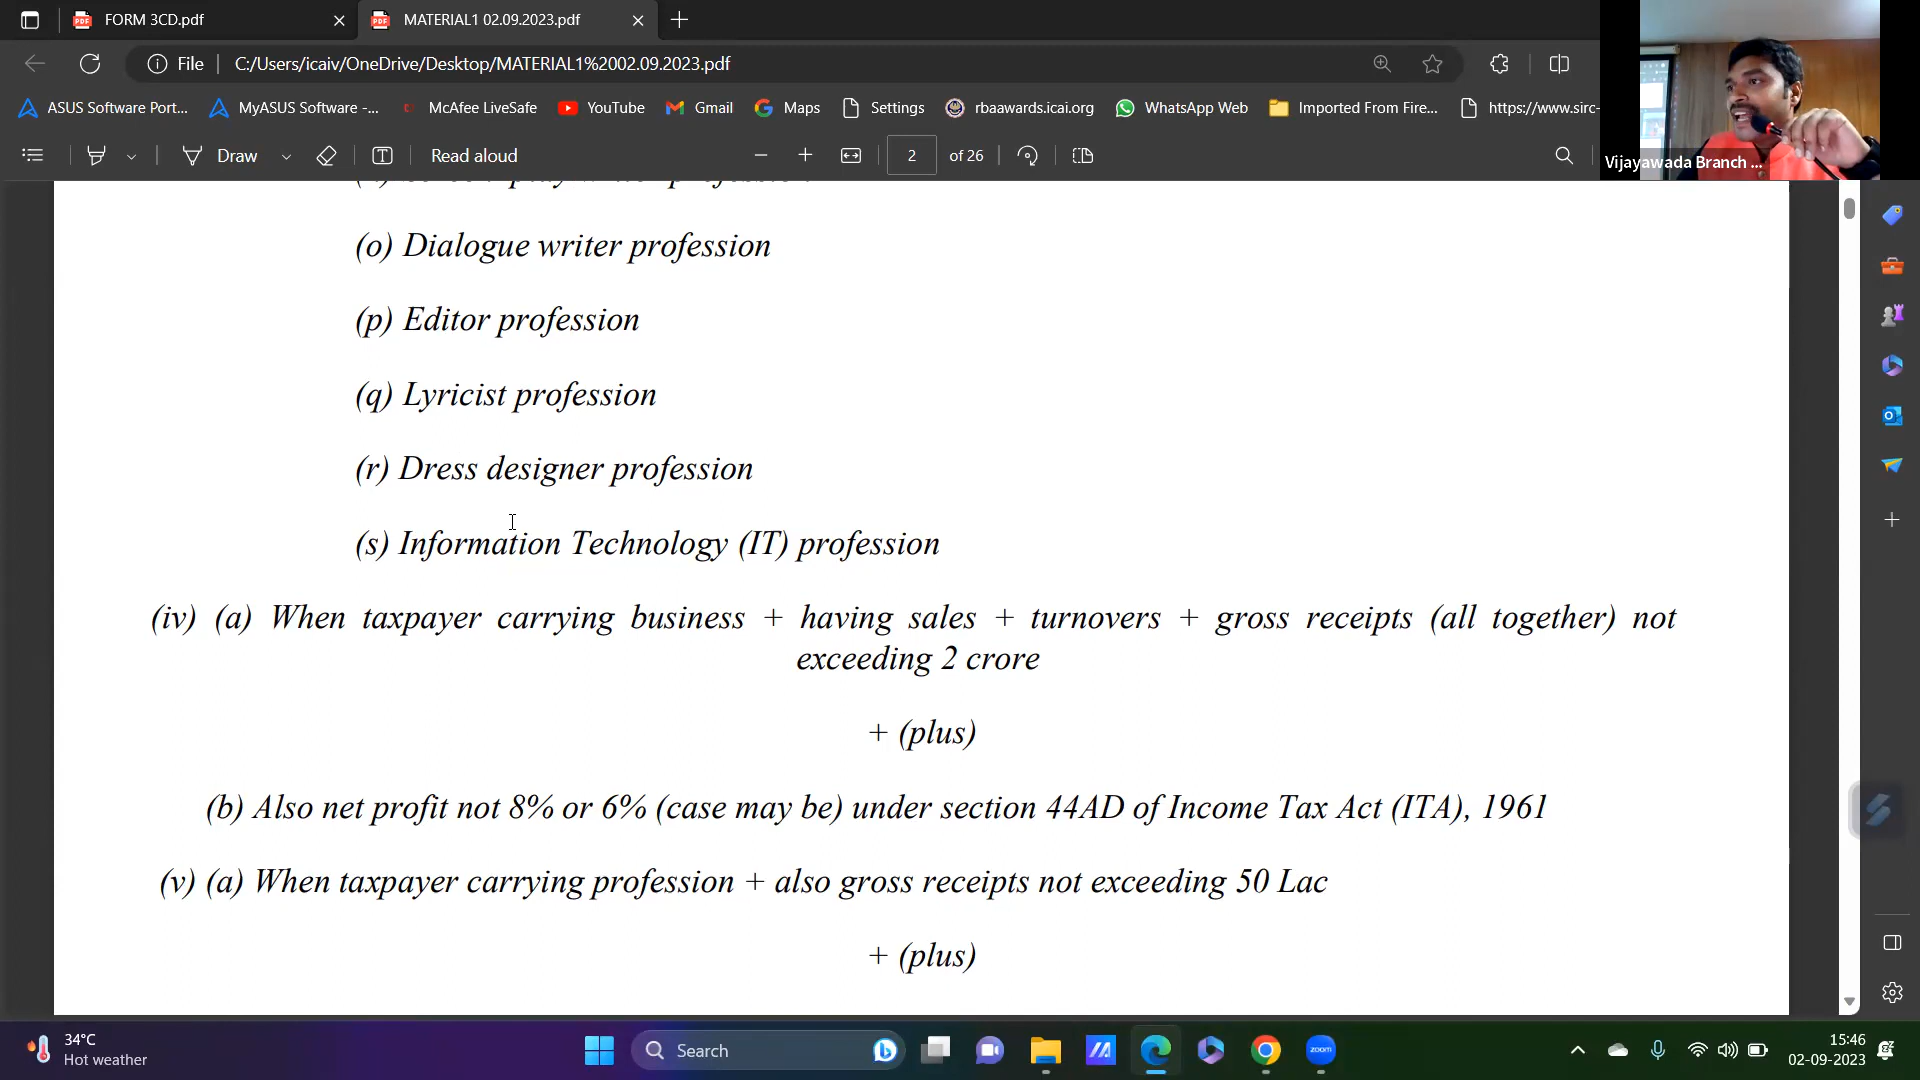 FORM 3CD.pdf
MATERIAL1 02.09.2023.pdf
File
C:/Users/icaiv/OneDrive/Desktop/MATERIAL1%2002.09.2023.pdf
ASUS Software Port...
MyASUS Software -...
McAfee LiveSafe
YouTube
Gmail
Maps
Settings
rbaawards.icai.org
WhatsApp Web
Imported From Fire...
https://www.sirc-
Draw
Read aloud
2
of 26
Vijayawada Branch ...
(o) Dialogue writer profession
(p) Editor profession
(q) Lyricist profession
(r) Dress designer profession
(s) Information Technology (IT) profession
(iv) (a) When taxpayer carrying business + having sales + turnovers + gross receipts (all together) not
exceeding 2 crore
+ (plus)
(b) Also net profit not 8% or 6% (case may be) under section 44AD of Income Tax Act (ITA), 1961
(v) (a) When taxpayer carrying profession + also gross receipts not exceeding 50 Lac
+ (plus)
34°C
Hot weather
Search
zoom
15:46
02-09-2023